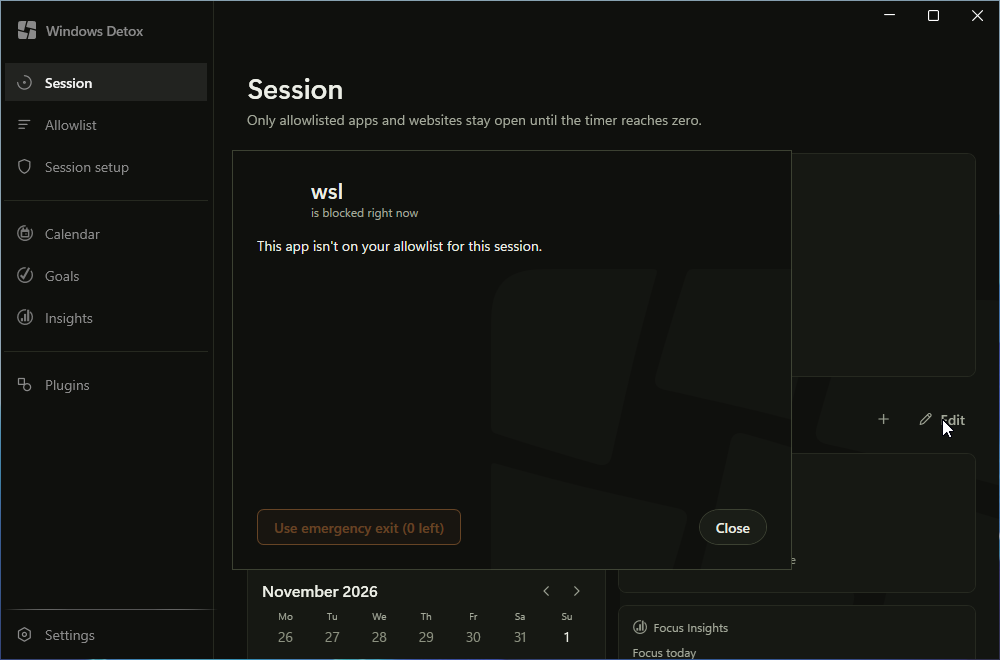 Windows Detox
Session
Allowlist
Session setup
Calendar
Goals
Insights
Plugins
Settings
Session
Only allowlisted apps and websites stay open until the timer reaches zero.
wsl
is blocked right now
This app isn't on your allowlist for this session.
Use emergency exit (0 left)
Close
Edit
November 2026
Mo Tu We Th Fr Sa Su
26 27 28 29 30 31 1
Focus Insights
Focus today